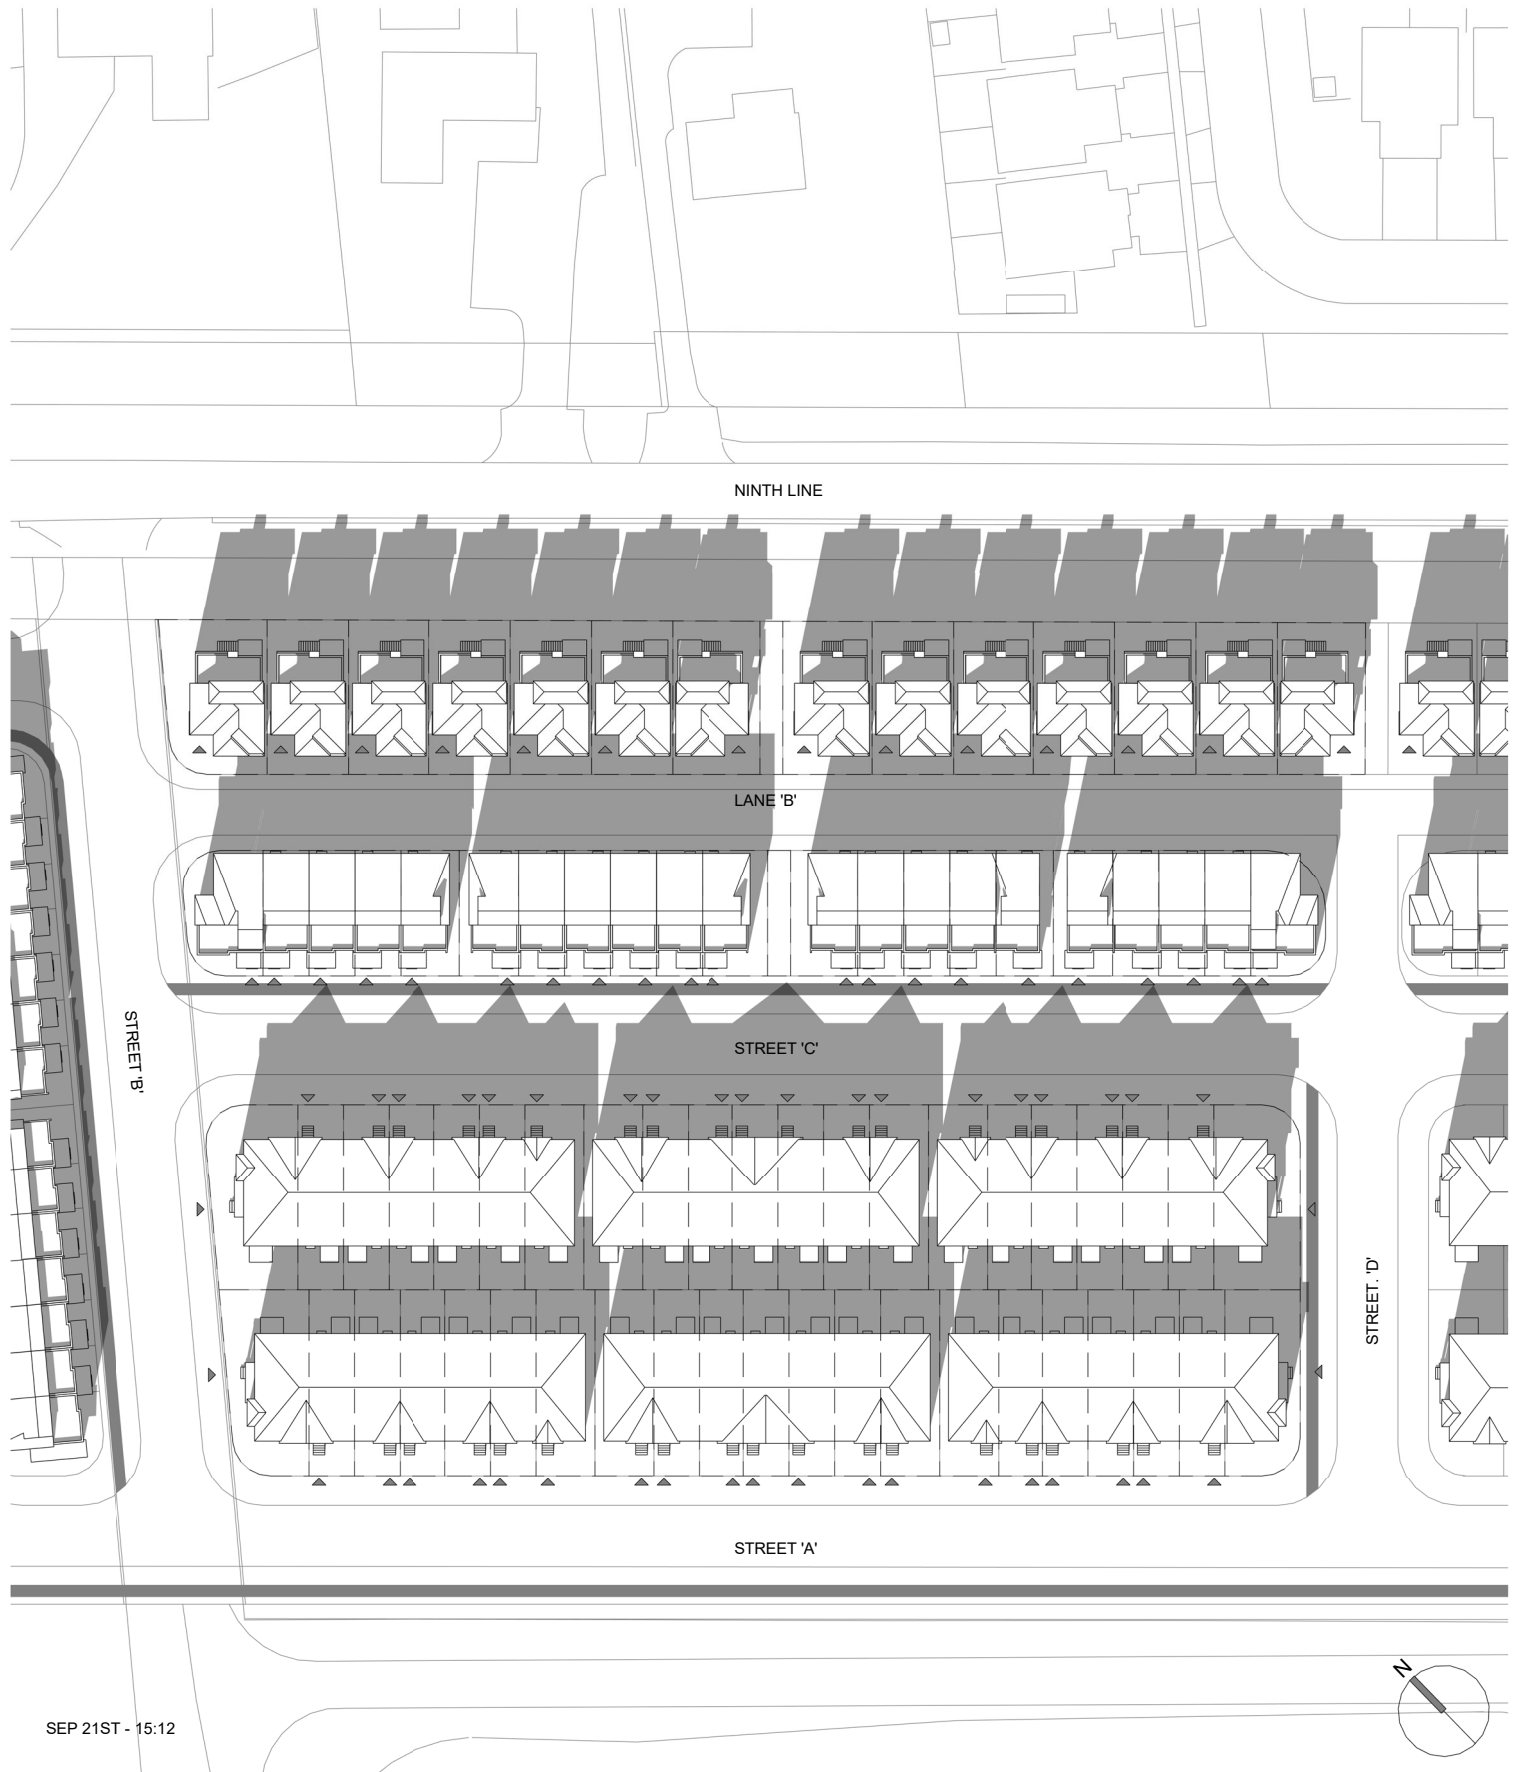 NINTH LINE
LANE 'B'
STREET 'B'
STREET 'C'
STREET. 'D'
STREET 'A'
N
SEP 21ST - 15:12